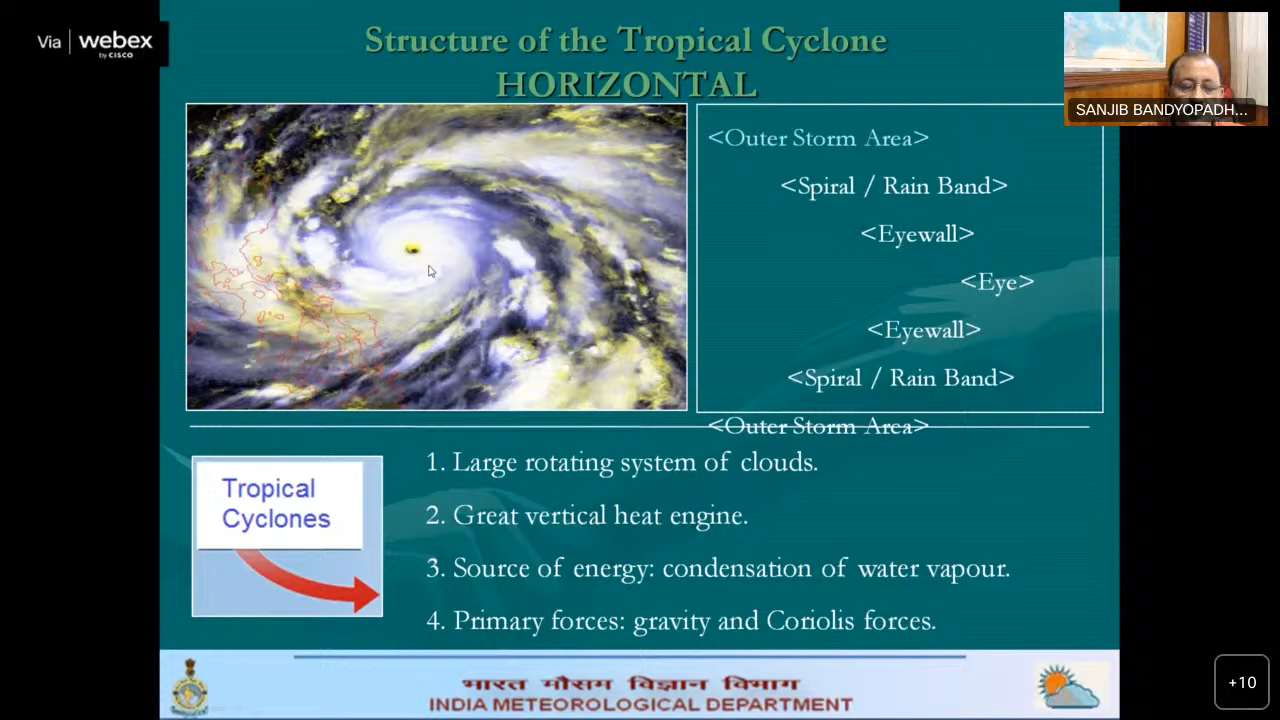 Via webex
by CISCO
Structure of the Tropical Cyclone
HORIZONTAL
SANJIB BANDYOPADH...
<Outer Storm Area>
<Spiral / Rain Band>
<Eyewall>
<Eye>
<Eyewall>
<Spiral / Rain Band>
<Outer Storm Area>
Tropical
Cyclones
1. Large rotating system of clouds.
2. Great vertical heat engine.
3. Source of energy: condensation of water vapour.
4. Primary forces: gravity and Coriolis forces.
भारत मौसम विज्ञान विभाग
INDIA METEOROLOGICAL DEPARTMENT
+10